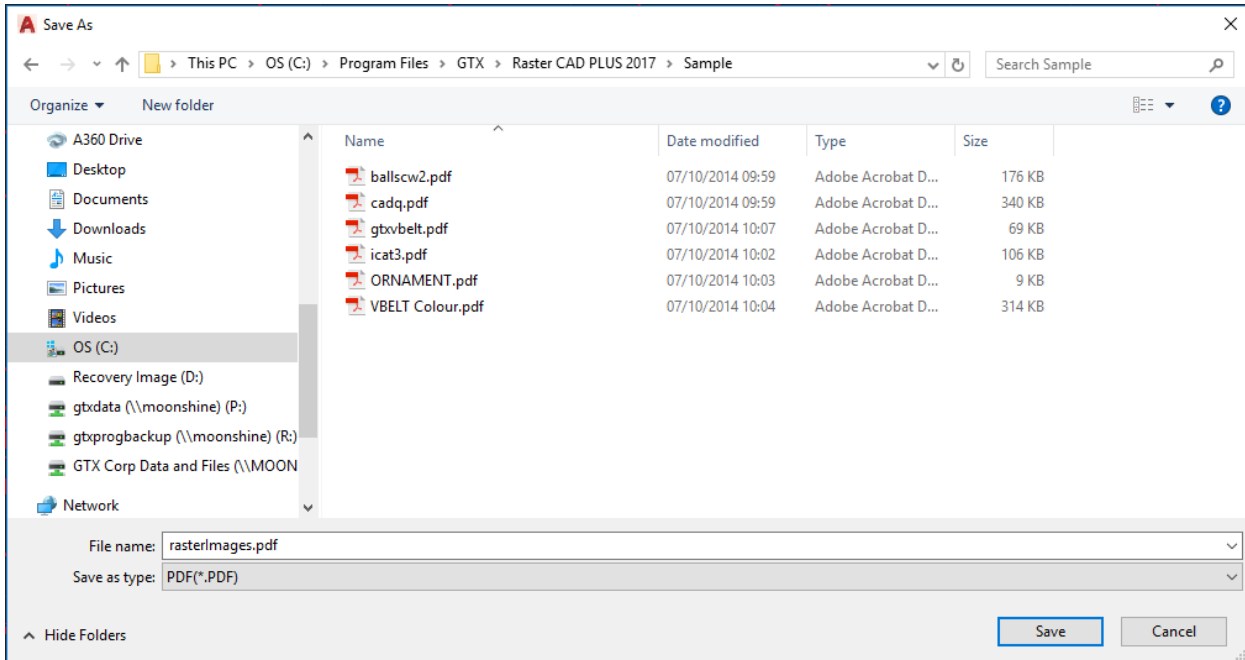 Save As
This PC > OS (C:) > Program Files > GTX > Raster CAD PLUS 2017 > Sample
Search Sample
Organize
New folder
A360 Drive
Desktop
Documents
Downloads
Music
Pictures
Videos
OS (C:)
Recovery Image (D:)
gtxdata (\\moonshine) (P:)
gtxprogbackup (\\moonshine) (R:)
GTX Corp Data and Files (\\MOON
Network
Name Date modified Type Size
ballscw2.pdf 07/10/2014 09:59 Adobe Acrobat D... 176 KB
cadq.pdf 07/10/2014 09:59 Adobe Acrobat D... 340 KB
gtxvbelt.pdf 07/10/2014 10:07 Adobe Acrobat D... 69 KB
icat3.pdf 07/10/2014 10:02 Adobe Acrobat D... 106 KB
ORNAMENT.pdf 07/10/2014 10:03 Adobe Acrobat D... 9 KB
VBELT Colour.pdf 07/10/2014 10:04 Adobe Acrobat D... 314 KB
File name: rasterImages.pdf
Save as type: PDF(*.PDF)
Hide Folders
Save
Cancel